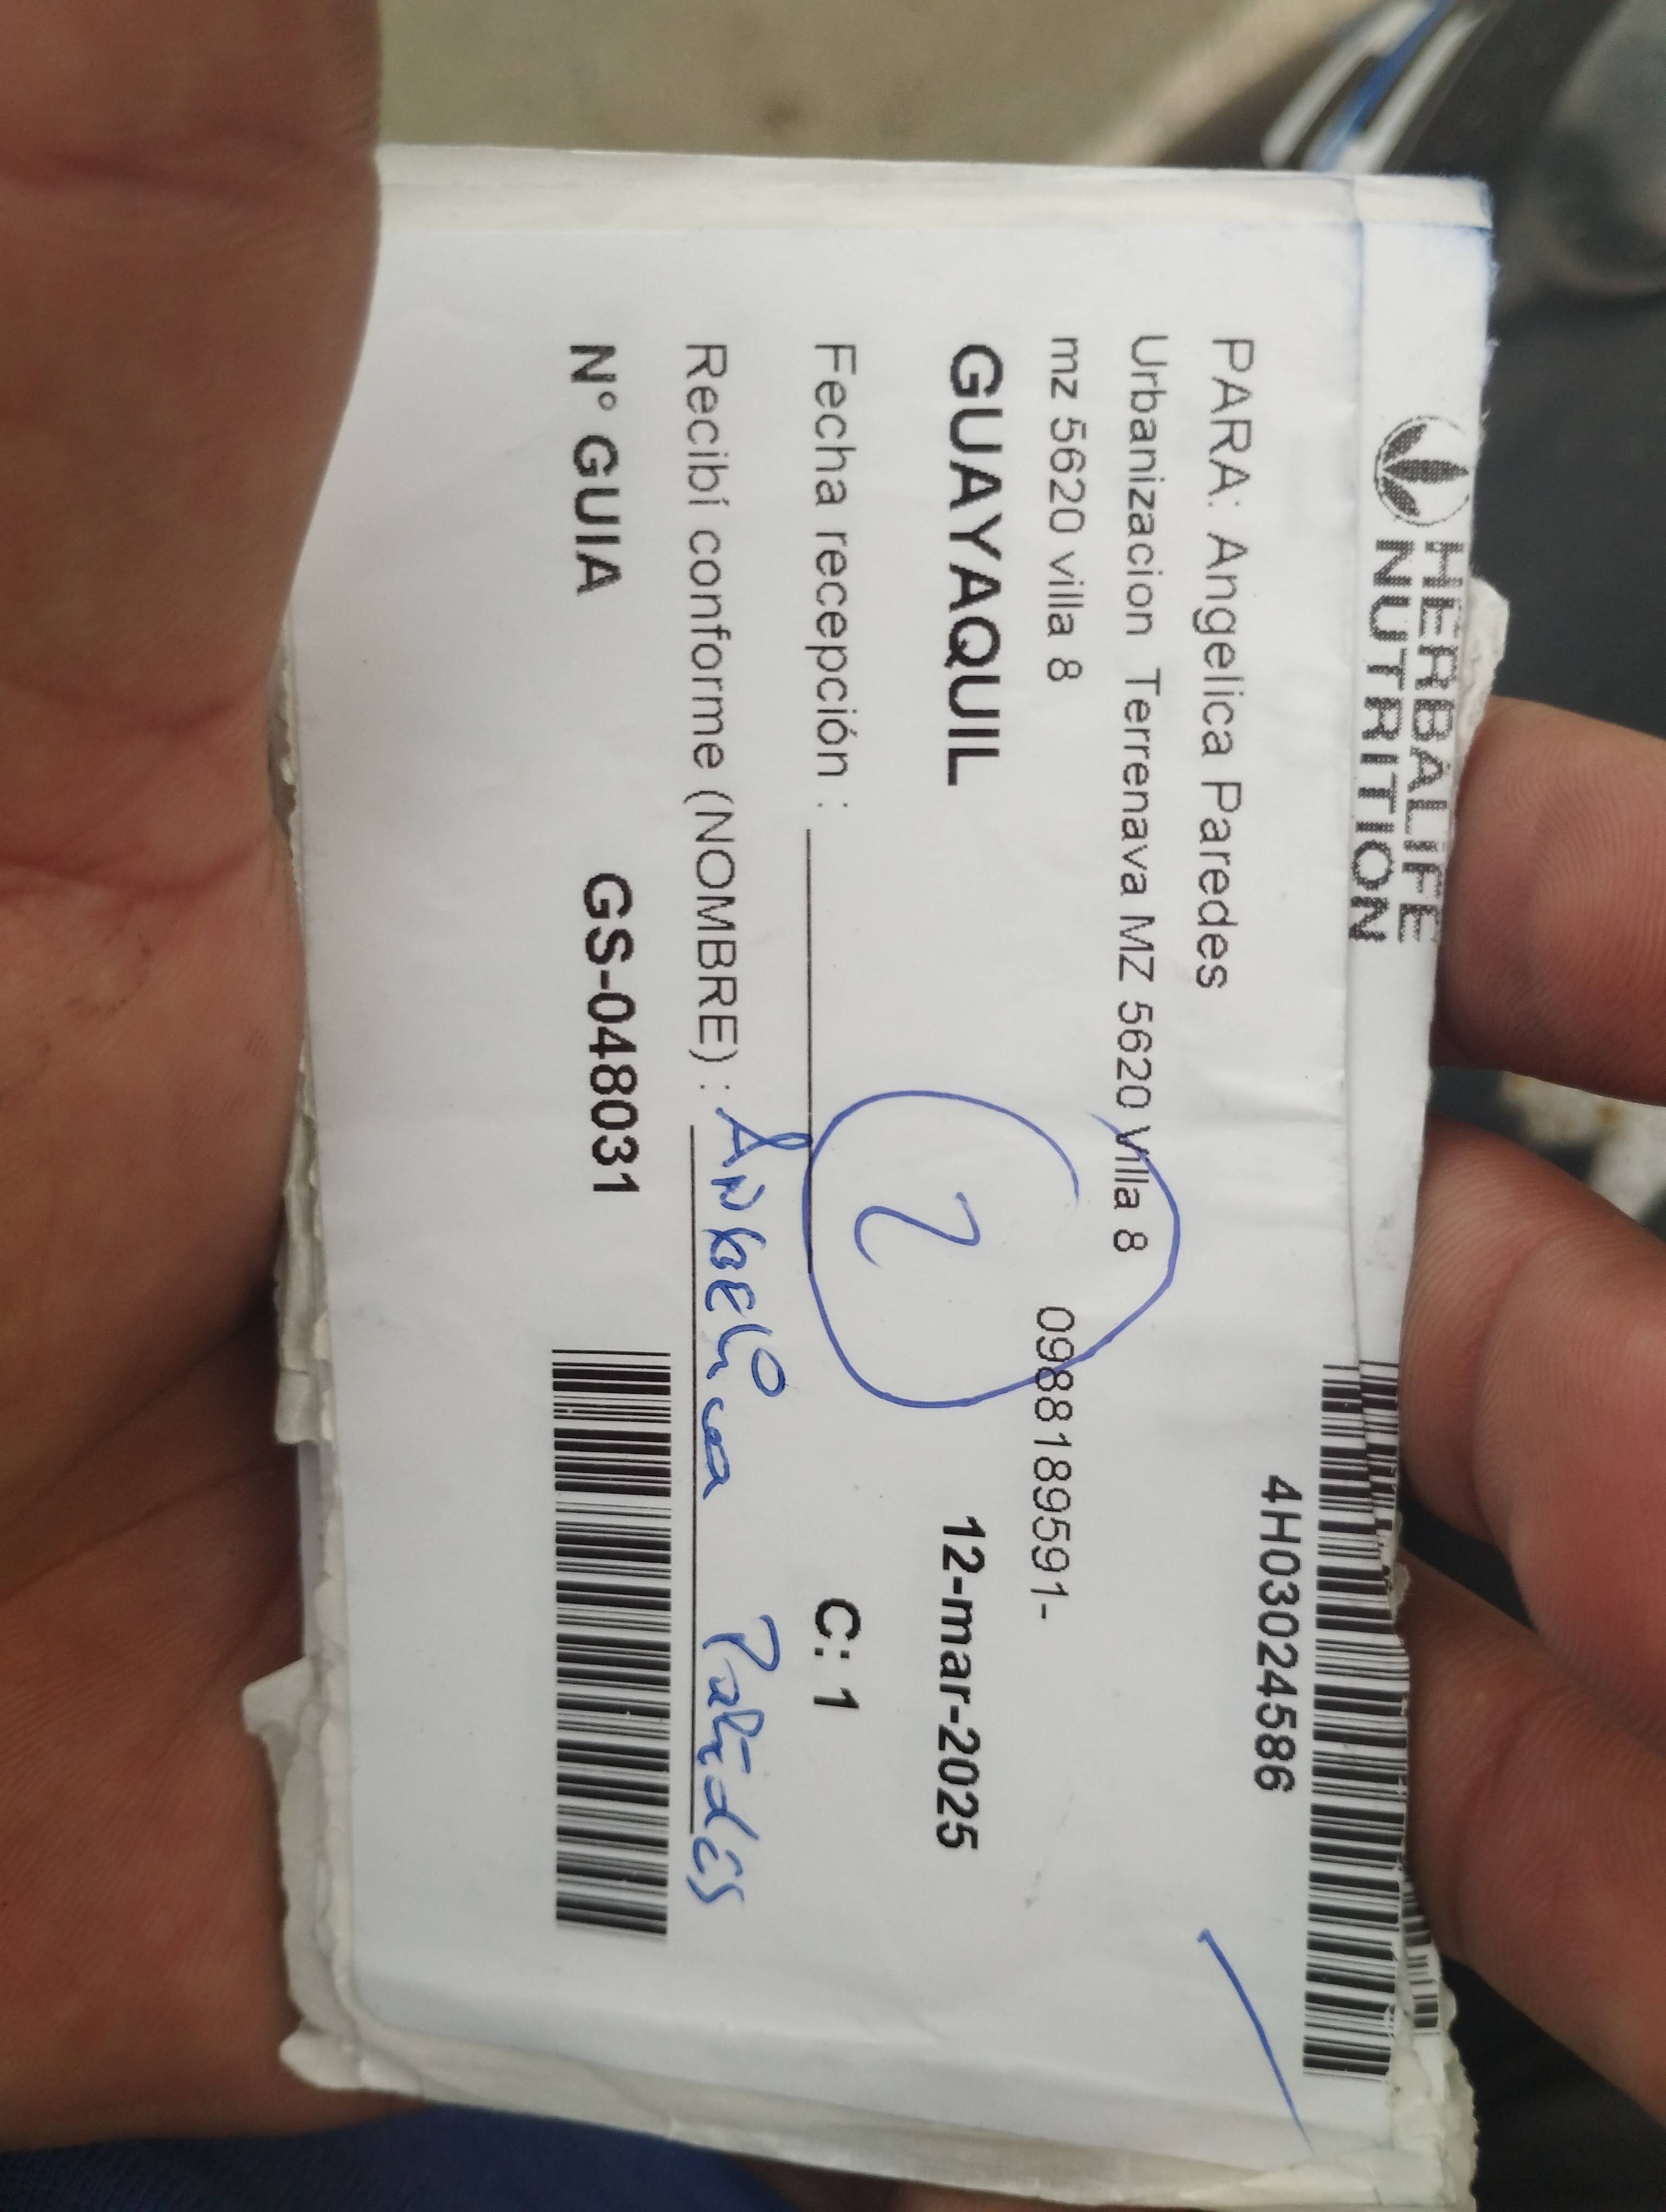 HERBALIFE
NUTRITION
4H03024586
PARA: Angelica Paredes
Urbanizacion Terrenava MZ 5620 Villa 8
mz 5620 villa 8 0988189591-
GUAYAQUIL 12-mar-2025
2
Fecha recepción : C: 1
Recibí conforme (NOMBRE) : ANGELica Paredes
N° GUIA GS-048031